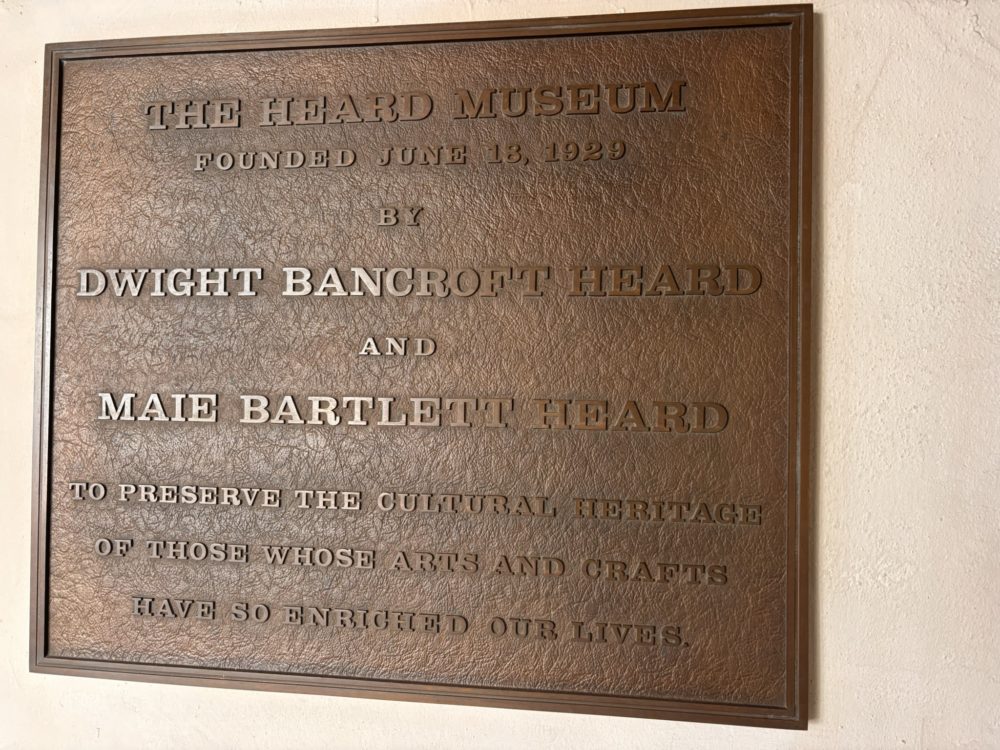 THE HEARD MUSEUM
FOUNDED JUNE 13, 1929
BY
DWIGHT BANCROFT HEARD
AND
MAIE BARTLETT HEARD
TO PRESERVE THE CULTURAL HERITAGE
OF THOSE WHOSE ARTS AND CRAFTS
HAVE SO ENRICHED OUR LIVES.